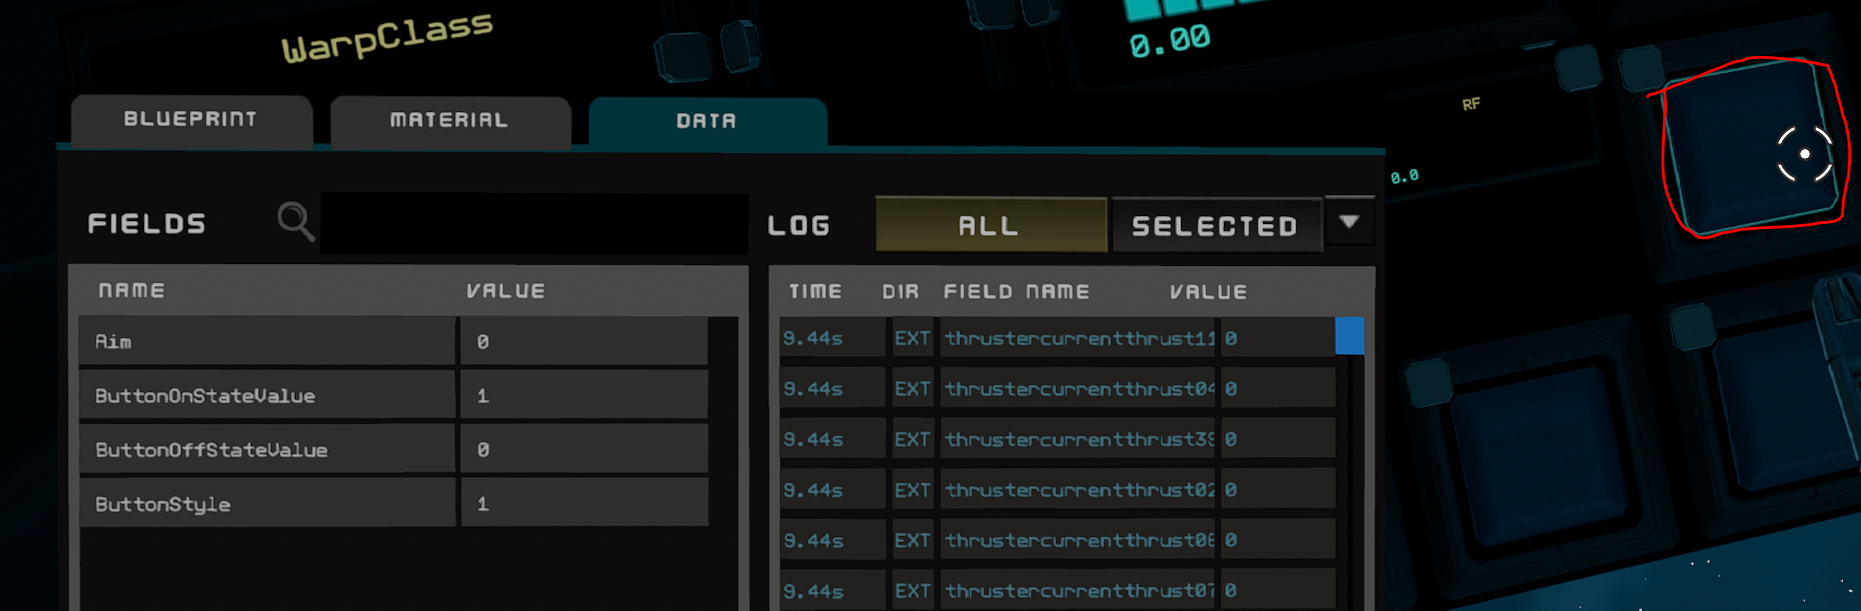 WarpClass
0.00
BLUEPRINT MATERIAL DATA
RF
0.0
FIELDS LOG ALL SELECTED
NAME VALUE TIME DIR FIELD NAME VALUE
Aim 0 9.44s EXT thrustercurrentthrust11 0
ButtonOnStateValue 1 9.44s EXT thrustercurrentthrust04 0
ButtonOffStateValue 0 9.44s EXT thrustercurrentthrust39 0
ButtonStyle 1 9.44s EXT thrustercurrentthrust02 0
9.44s EXT thrustercurrentthrust06 0
9.44s EXT thrustercurrentthrust07 0